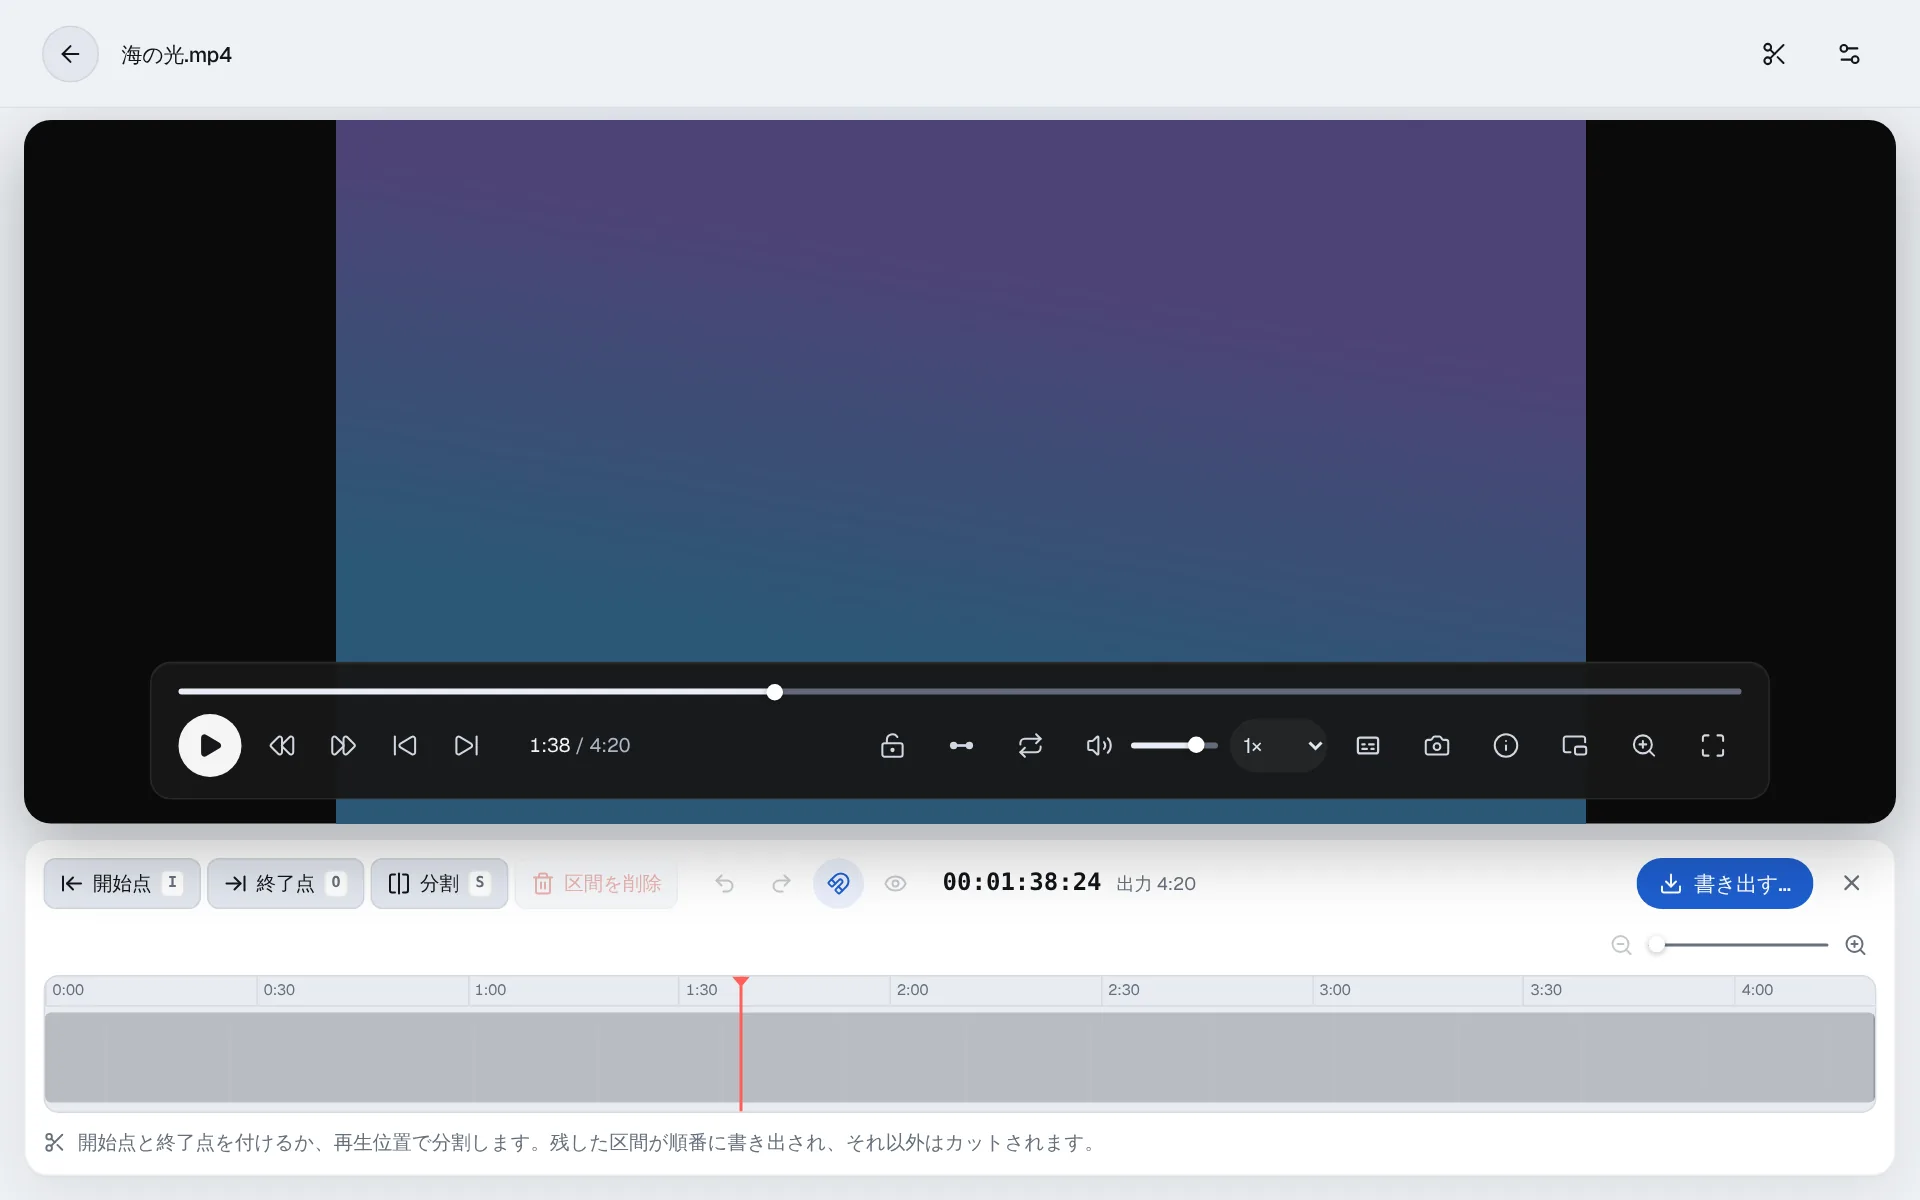 海の光.mp4
1:38 / 4:20
1×
開始点 I
終了点 O
分割 S
区間を削除
00:01:38:24
出力 4:20
書き出す…
0:00
0:30
1:00
1:30
2:00
2:30
3:00
3:30
4:00
開始点と終了点を付けるか、再生位置で分割します。残した区間が順番に書き出され、それ以外はカットされます。